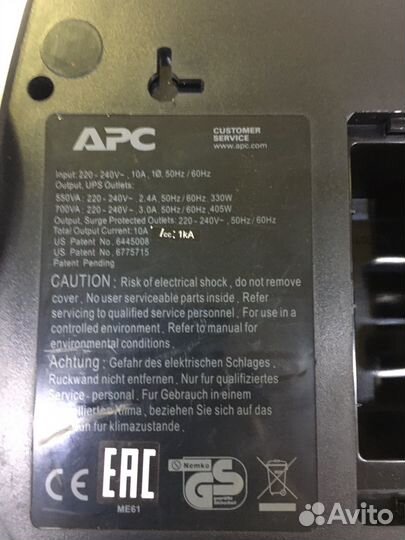 APC
CUSTOMER
SERVICE
www.apc.com
Input: 220 - 240V~, 10A, 1Ø, 50Hz / 60Hz
Output, UPS Outlets:
550VA: 220 - 240V~, 2.4A, 50Hz / 60Hz, 330W
700VA: 220 - 240V~, 3.0A, 50Hz / 60Hz, 405W
Output, Surge Protected Outlets: 220 - 240V~, 50Hz / 60Hz
Total Output Current: 10A Icc: 1kA
US Patent No. 6445008
US Patent No. 6775715
Patent Pending
CAUTION: Risk of electrical shock, do not remove
cover. No user serviceable parts inside. Refer
servicing to qualified service personnel. For use in a
controlled environment. Refer to manual for
environmental conditions.
Achtung: Gefahr des elektrischen Schlages.
Ruckwand nicht entfernen. Nur fur qualifiziertes
Service-personal. Fur Gebrauch in einem
Klima, beziehen Sie sich auf das
fur klimazustande.
CE
EAC
ME61
N
Nemko
GS
geprüfte
Sicherheit
Avito